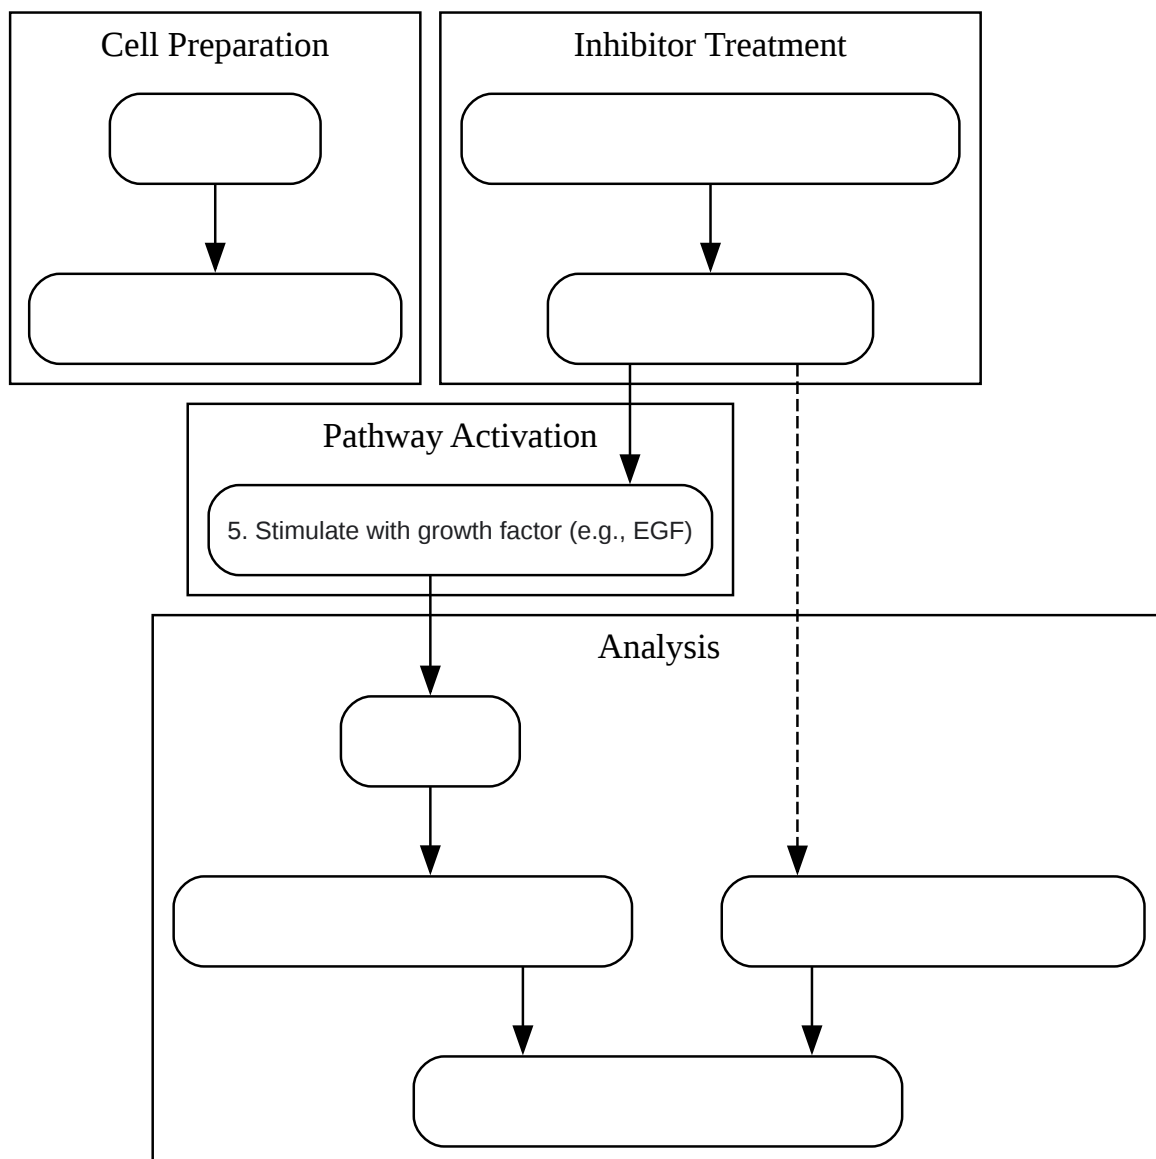 Cell Preparation
Inhibitor Treatment
Pathway Activation
5. Stimulate with growth factor (e.g., EGF)
Analysis